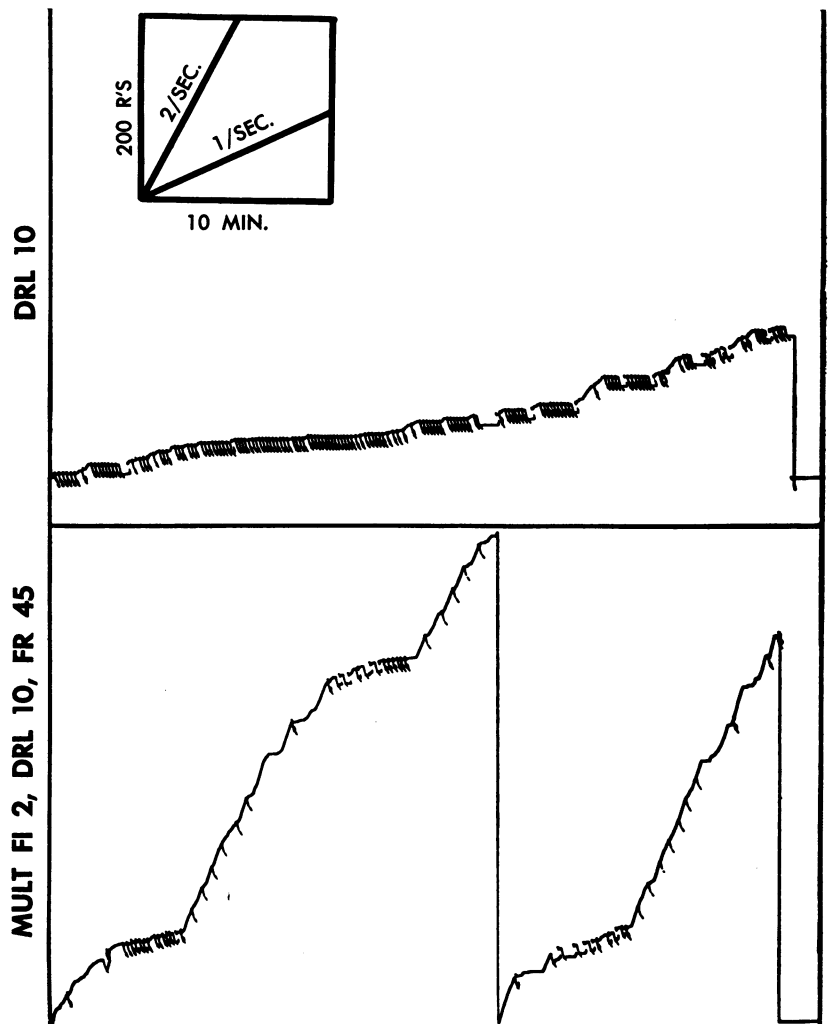 200 R'S
2/SEC.
1/SEC.
10 MIN.
DRL 10
MULT FI 2, DRL 10, FR 45